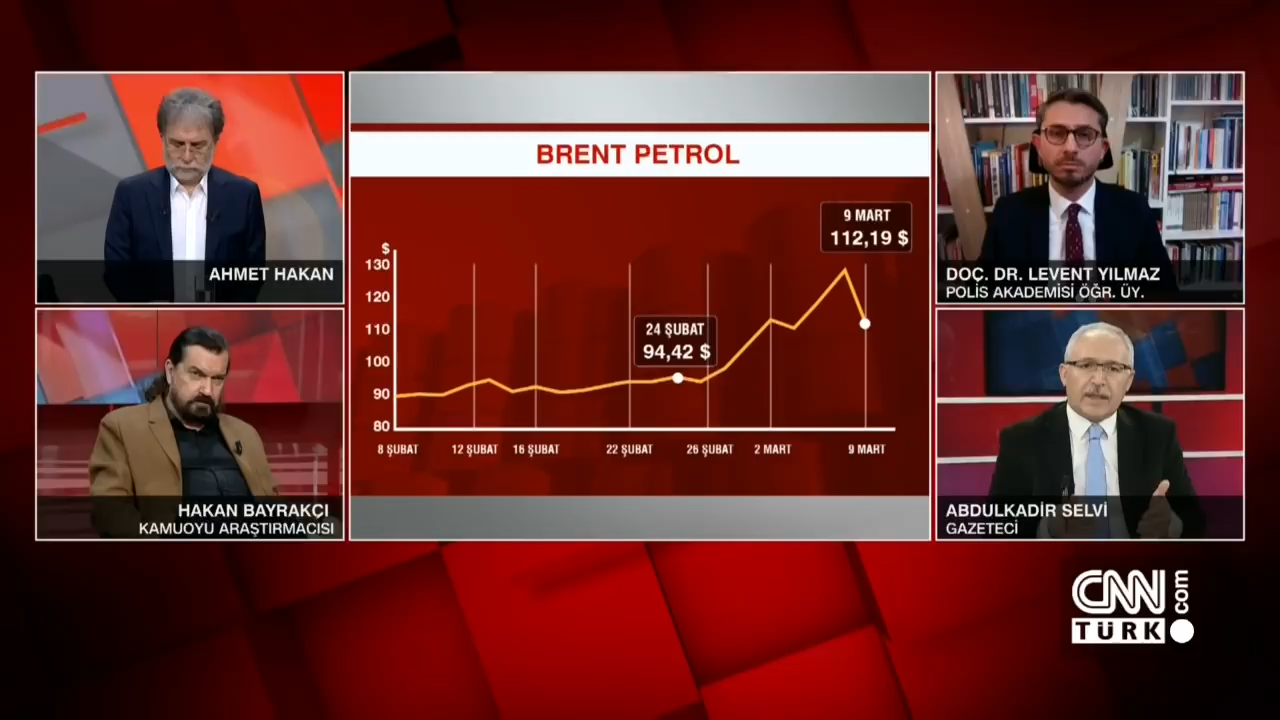 AHMET HAKAN
HAKAN BAYRAKÇI
KAMUOYU ARAŞTIRMACISI
BRENT PETROL
9 MART
112,19 $
24 ŞUBAT
94,42 $
$
130
120
110
100
90
80
8 ŞUBAT
12 ŞUBAT
16 ŞUBAT
22 ŞUBAT
26 ŞUBAT
2 MART
9 MART
DOÇ. DR. LEVENT YILMAZ
POLİS AKADEMİSİ ÖĞR. ÜY.
ABDULKADİR SELVİ
GAZETECİ
CNN
TÜRK
.com